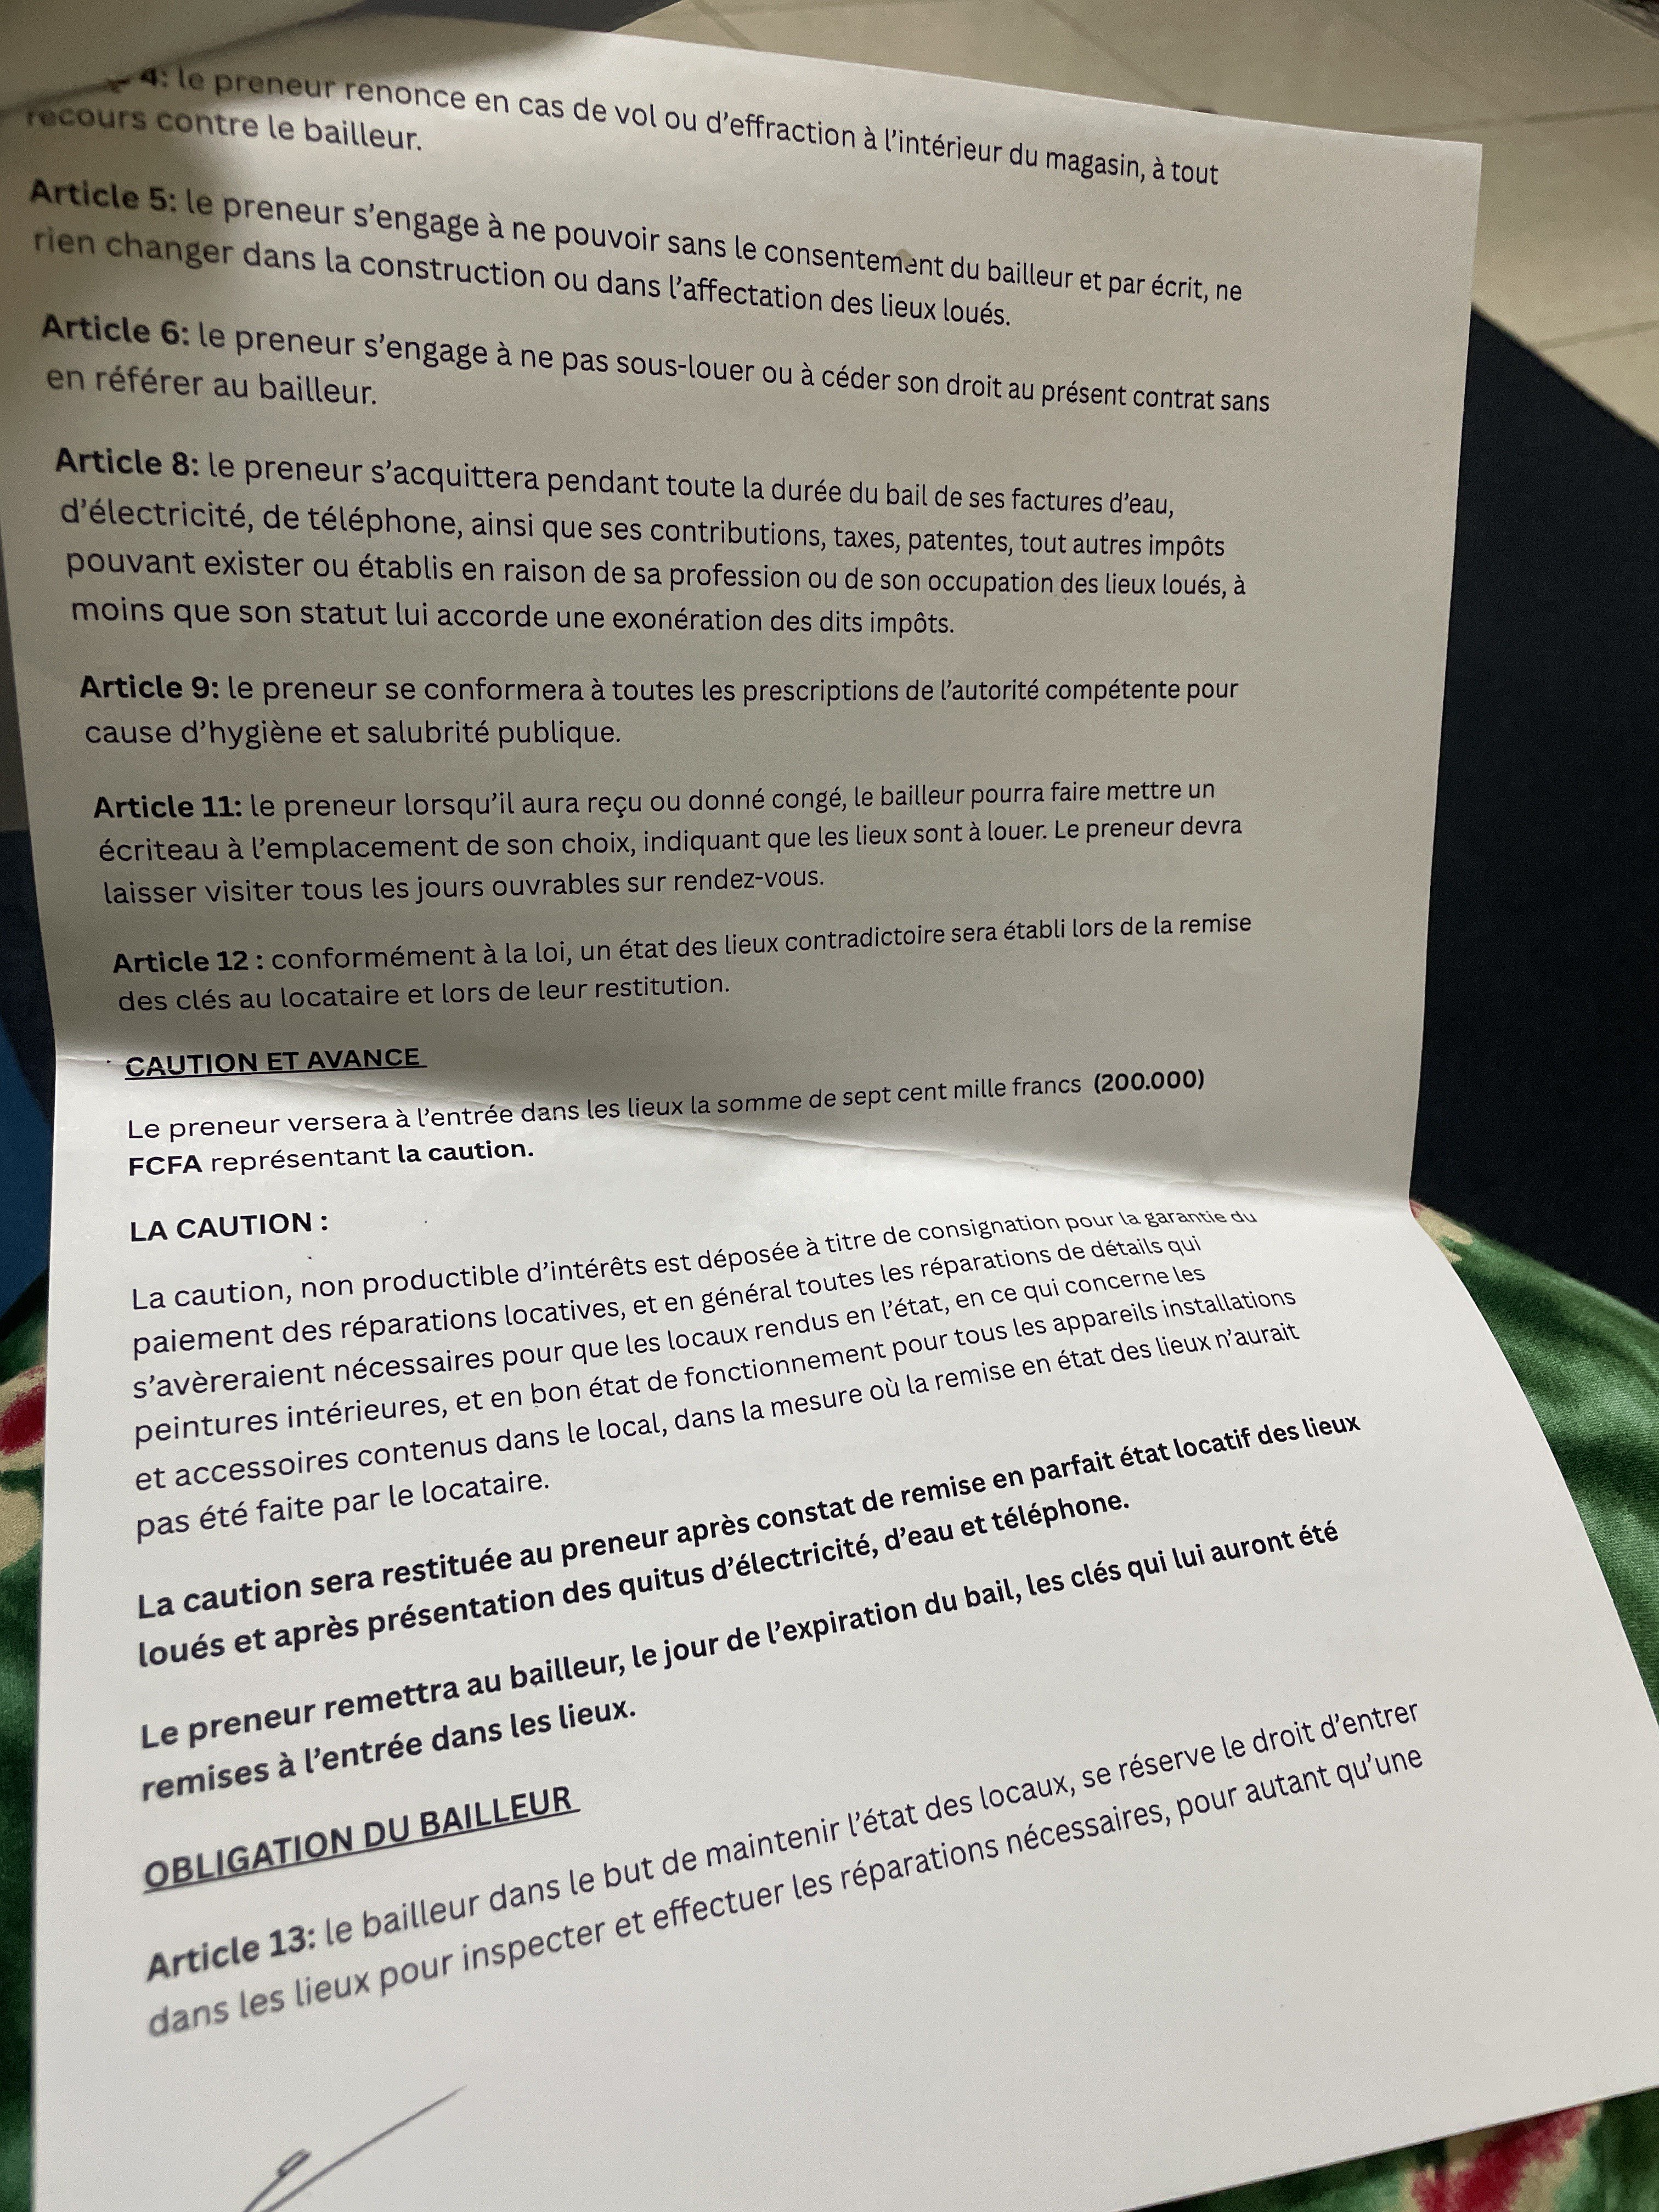 4: le preneur renonce en cas de vol ou d'effraction à l'intérieur du magasin, à tout
recours contre le bailleur.
Article 5: le preneur s'engage à ne pouvoir sans le consentement du bailleur et par écrit, ne
rien changer dans la construction ou dans l'affectation des lieux loués.
Article 6: le preneur s'engage à ne pas sous-louer ou à céder son droit au présent contrat sans
en référer au bailleur.
Article 8: le preneur s'acquittera pendant toute la durée du bail de ses factures d'eau,
d'électricité, de téléphone, ainsi que ses contributions, taxes, patentes, tout autres impôts
pouvant exister ou établis en raison de sa profession ou de son occupation des lieux loués, à
moins que son statut lui accorde une exonération des dits impôts.
Article 9: le preneur se conformera à toutes les prescriptions de l'autorité compétente pour
cause d'hygiène et salubrité publique.
Article 11: le preneur lorsqu'il aura reçu ou donné congé, le bailleur pourra faire mettre un
écriteau à l'emplacement de son choix, indiquant que les lieux sont à louer. Le preneur devra
laisser visiter tous les jours ouvrables sur rendez-vous.
Article 12 : conformément à la loi, un état des lieux contradictoire sera établi lors de la remise
des clés au locataire et lors de leur restitution.
CAUTION ET AVANCE
Le preneur versera à l'entrée dans les lieux la somme de sept cent mille francs (200.000)
FCFA représentant la caution.
LA CAUTION :
La caution, non productible d'intérêts est déposée à titre de consignation pour la garantie du
paiement des réparations locatives, et en général toutes les réparations de détails qui
s'avèreraient nécessaires pour que les locaux rendus en l'état, en ce qui concerne les
peintures intérieures, et en bon état de fonctionnement pour tous les appareils installations
et accessoires contenus dans le local, dans la mesure où la remise en état des lieux n'aurait
pas été faite par le locataire.
La caution sera restituée au preneur après constat de remise en parfait état locatif des lieux
loués et après présentation des quitus d'électricité, d'eau et téléphone.
Le preneur remettra au bailleur, le jour de l'expiration du bail, les clés qui lui auront été
remises à l'entrée dans les lieux.
OBLIGATION DU BAILLEUR
Article 13: le bailleur dans le but de maintenir l'état des locaux, se réserve le droit d'entrer
dans les lieux pour inspecter et effectuer les réparations nécessaires, pour autant qu'une